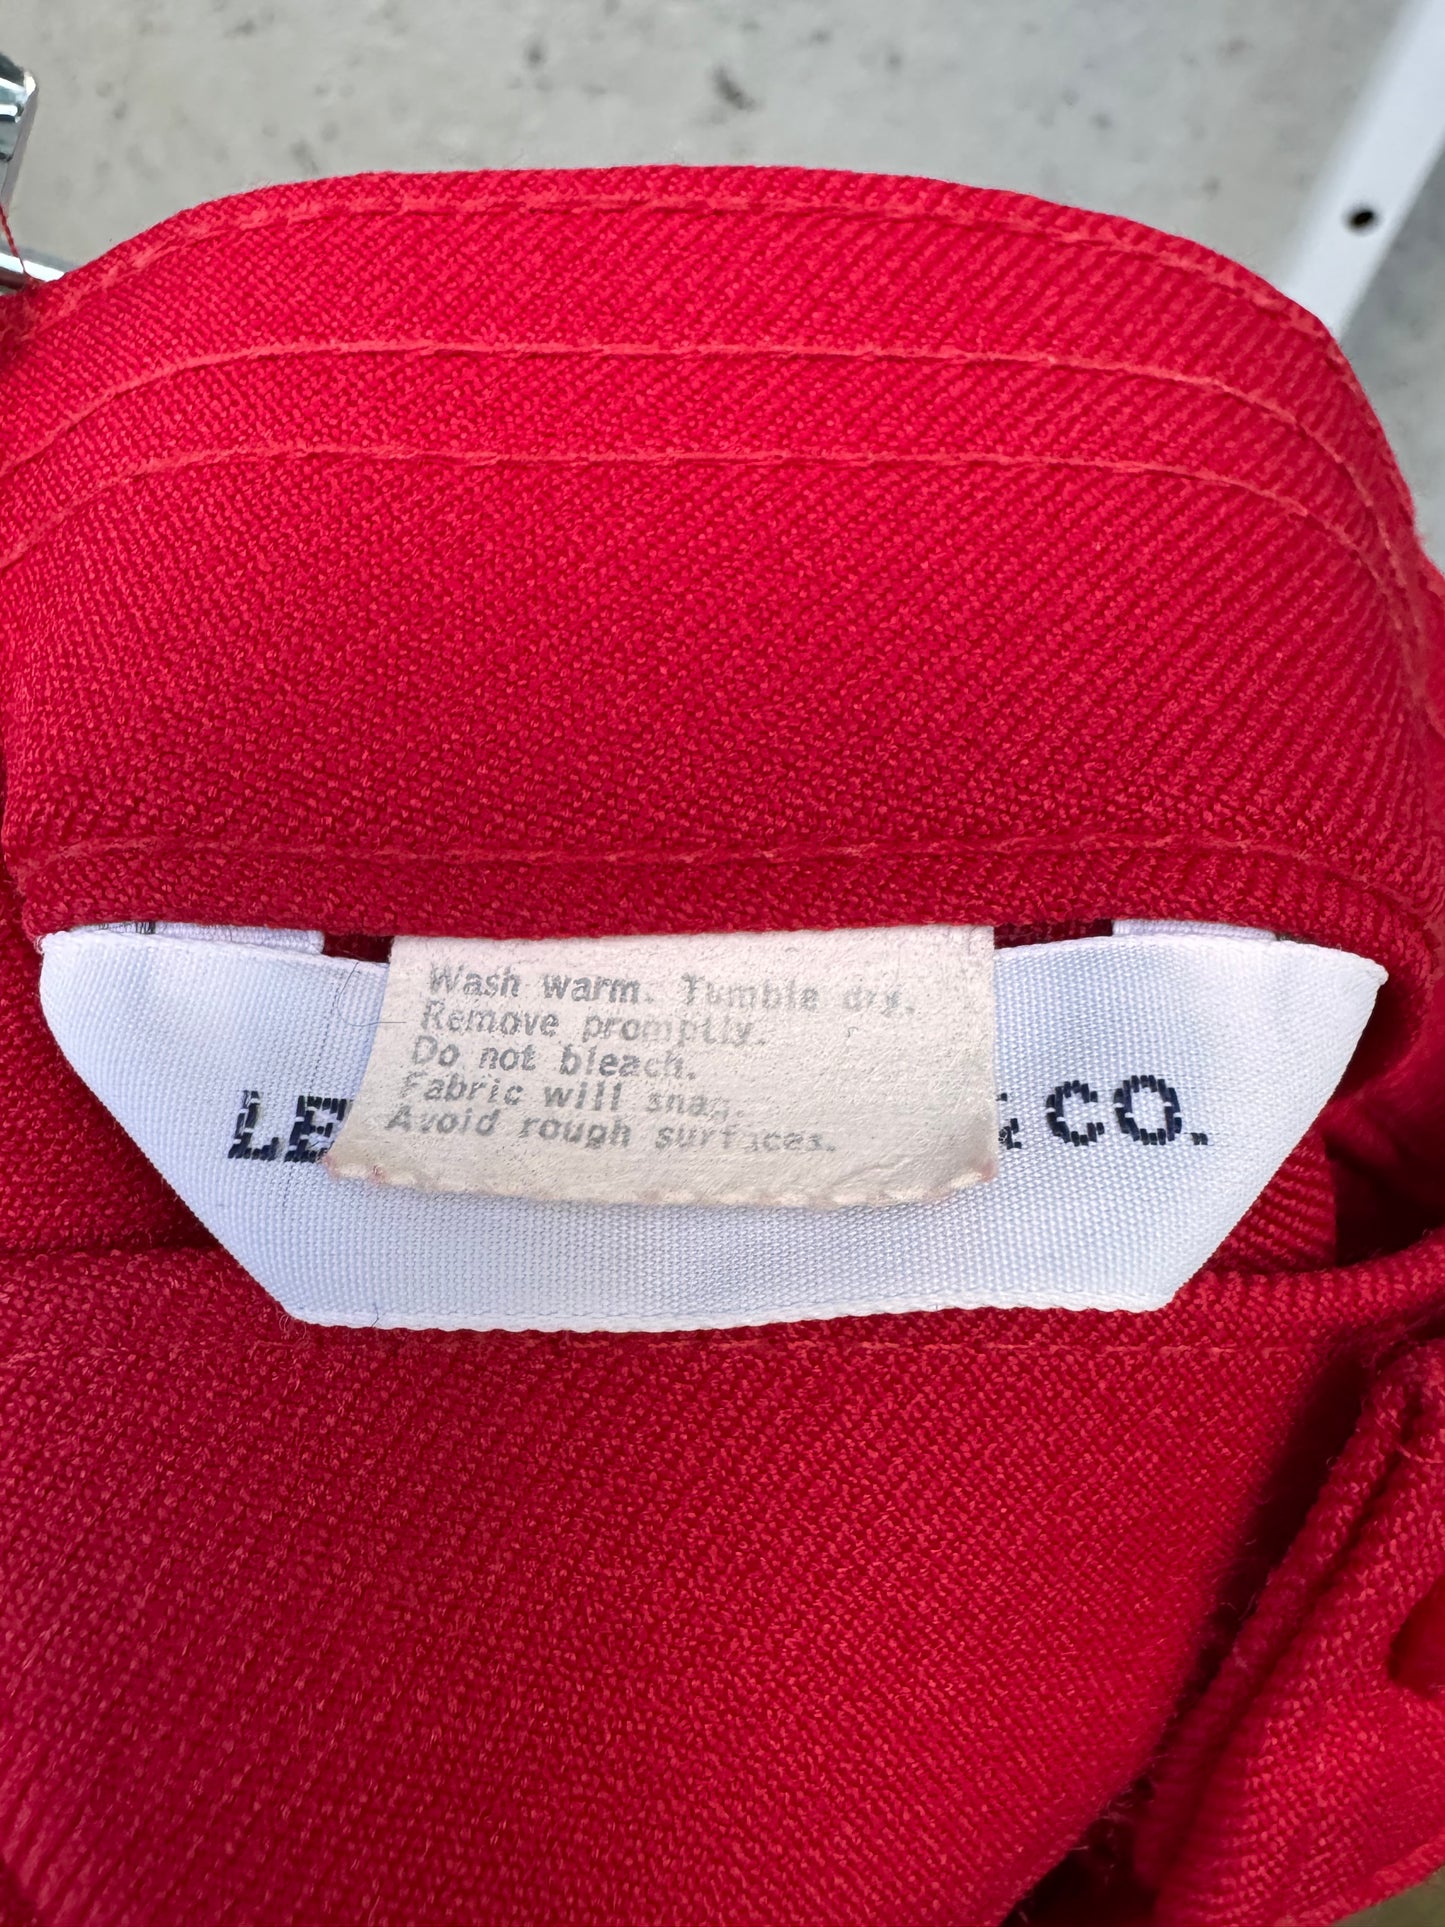 Wash warm. Tumble dry.
Remove promptly.
Do not bleach.
Fabric will snag.
Avoid rough surfaces.
LE CO.